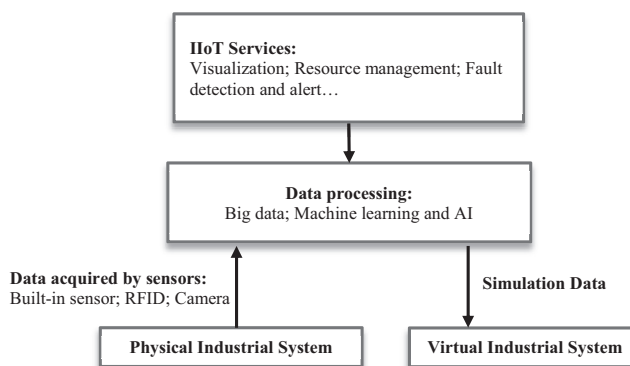 IIoT Services:
Visualization; Resource management; Fault
detection and alert…
Data processing:
Big data; Machine learning and AI
Data acquired by sensors:
Built-in sensor; RFID; Camera
Simulation Data
Physical Industrial System
Virtual Industrial System